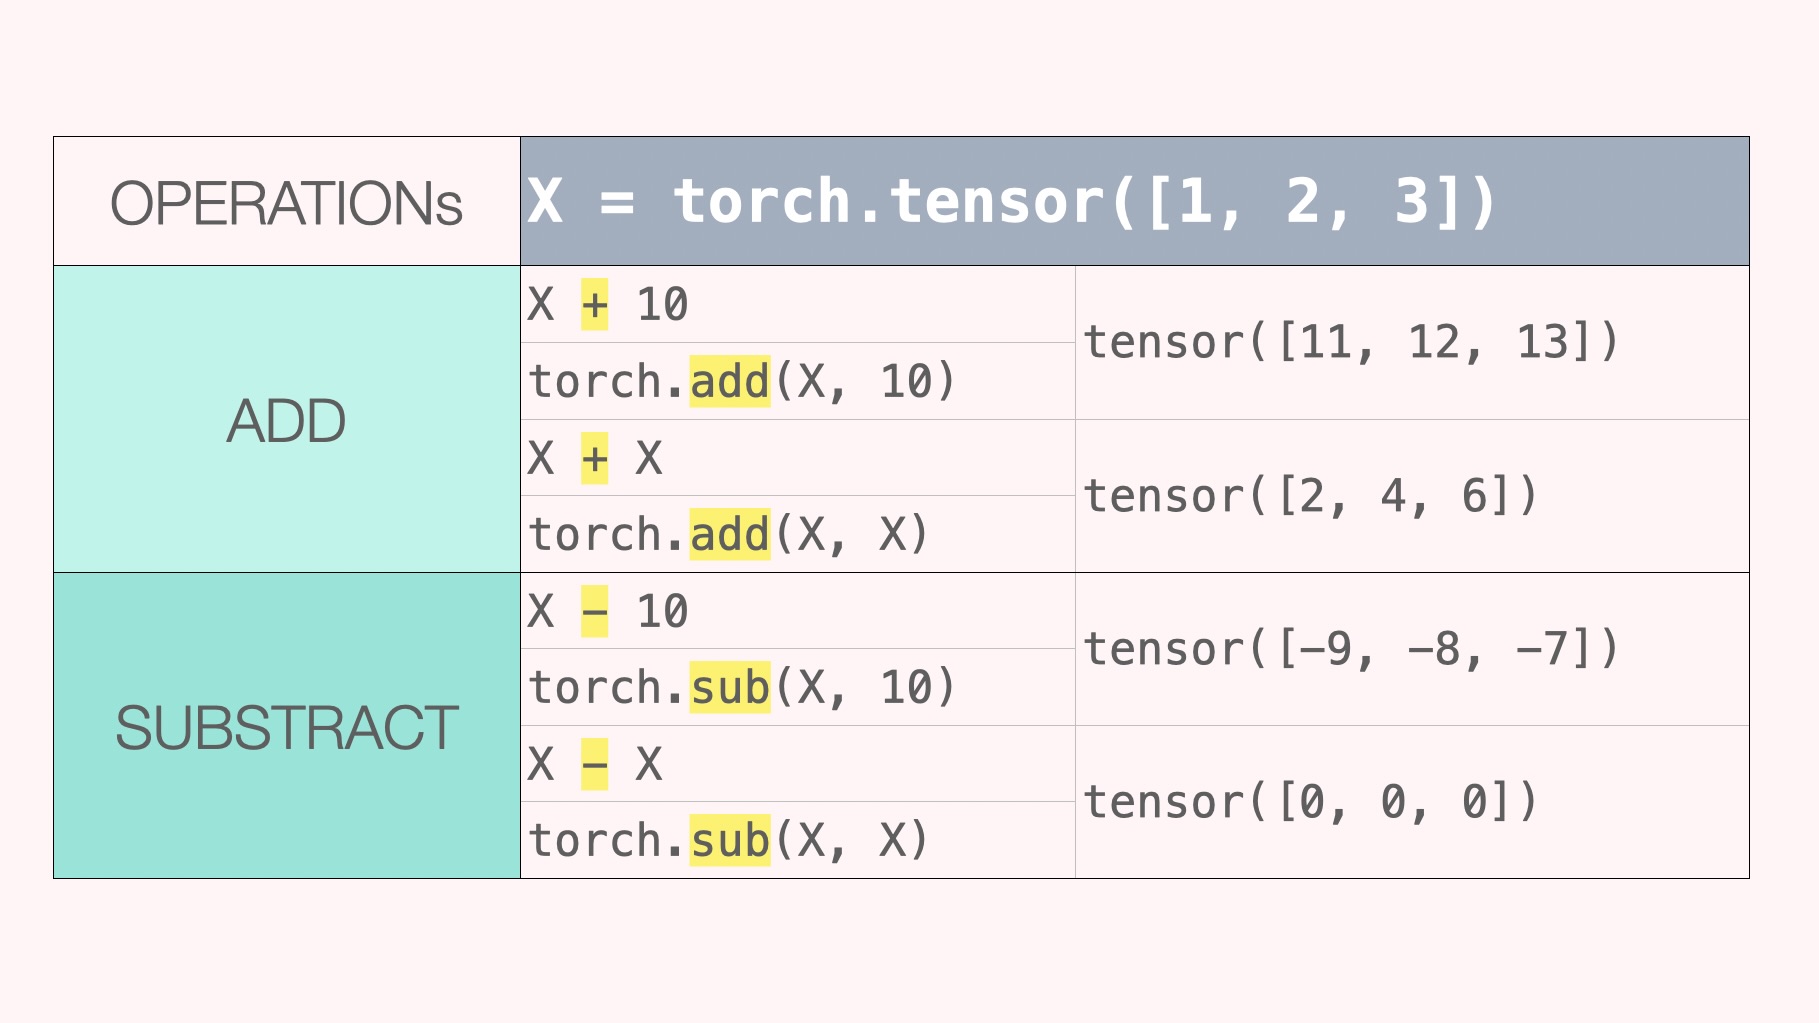 OPERATIONs
X = torch.tensor([1, 2, 3])
ADD
X + 10
torch.add(X, 10)
tensor([11, 12, 13])
X + X
torch.add(X, X)
tensor([2, 4, 6])
SUBSTRACT
X − 10
torch.sub(X, 10)
tensor([−9, −8, −7])
X − X
torch.sub(X, X)
tensor([0, 0, 0])